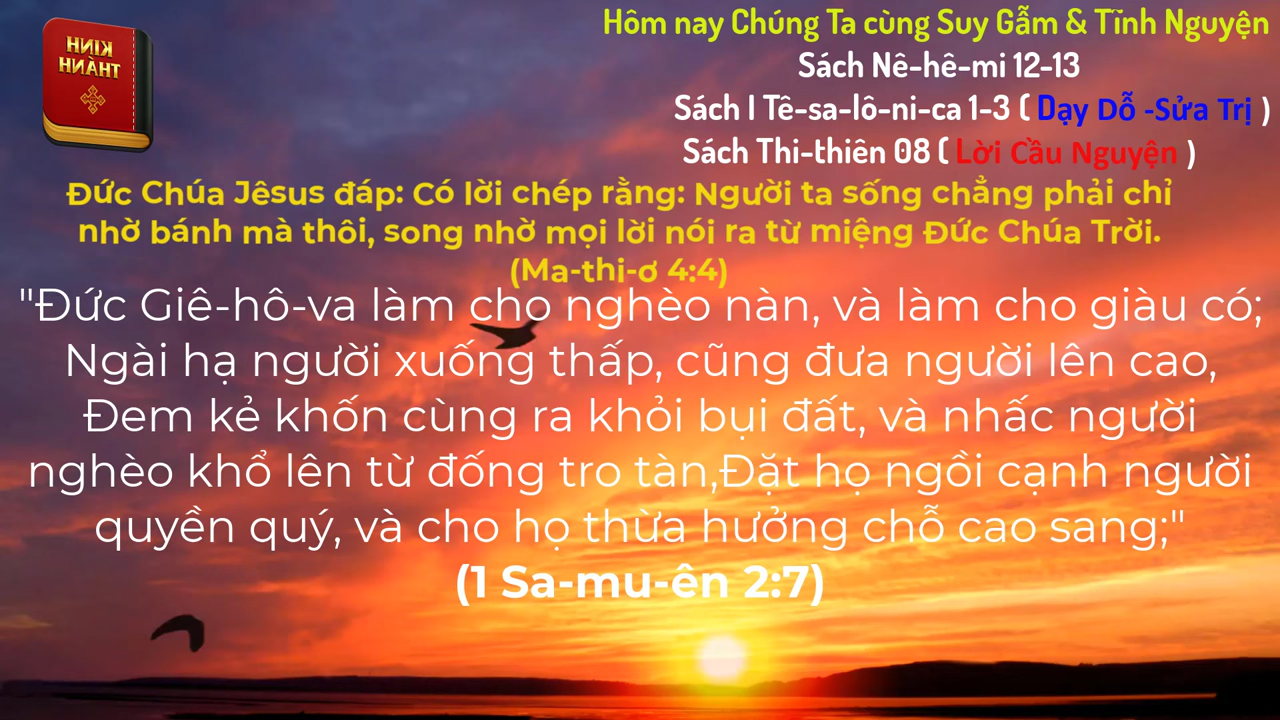 KINH
THÁNH
Hôm nay Chúng Ta cùng Suy Gẫm & Tĩnh Nguyện
Sách Nê-hê-mi 12-13
Sách I Tê-sa-lô-ni-ca 1-3 ( Dạy Dỗ -Sửa Trị )
Sách Thi-thiên 08 ( Lời Cầu Nguyện )
Đức Chúa Jêsus đáp: Có lời chép rằng: Người ta sống chẳng phải chỉ
nhờ bánh mà thôi, song nhờ mọi lời nói ra từ miệng Đức Chúa Trời.
(Ma-thi-ơ 4:4)
"Đức Giê-hô-va làm cho nghèo nàn, và làm cho giàu có;
Ngài hạ người xuống thấp, cũng đưa người lên cao,
Đem kẻ khốn cùng ra khỏi bụi đất, và nhấc người
nghèo khổ lên từ đống tro tàn,Đặt họ ngồi cạnh người
quyền quý, và cho họ thừa hưởng chỗ cao sang;"
(1 Sa-mu-ên 2:7)